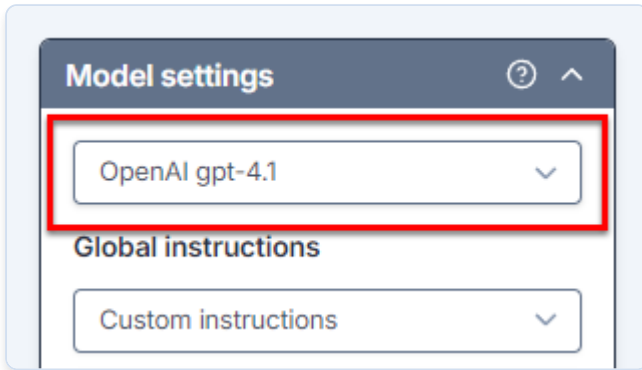 Model settings
OpenAI gpt-4.1
Global instructions
Custom instructions